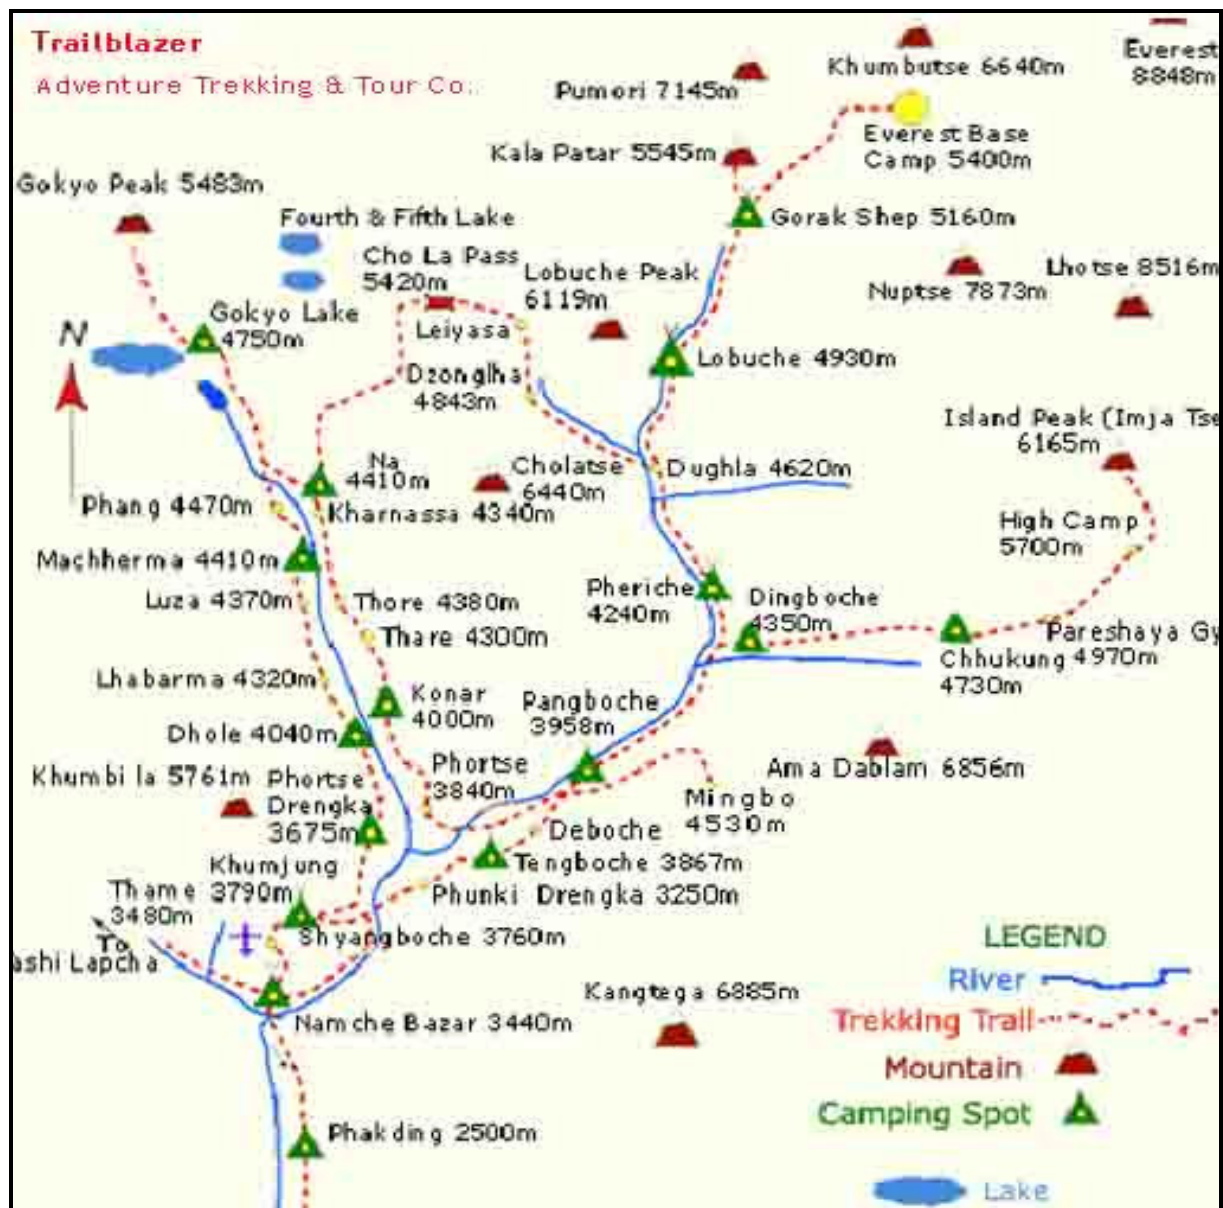 Trailblazer
Adventure Trekking & Tour Co.
Khumbutse 6640m
Everest
8848m
Pumori 7145m
Everest Base
Camp 5400m
Kala Patar 5545m
Gokyo Peak 5483m
Gorak Shep 5160m
Fourth & Fifth Lake
Cho La Pass
5420m
Lobuche Peak
6119m
Lhotse 8516m
Nuptse 7873m
Gokyo Lake
4750m
N
Leiyasa
Lobuche 4930m
Dzonglha
4843m
Island Peak (Imja Tse
6165m
Na
4410m
Cholatse
6440m
Dughla 4620m
Phang 4470m
Kharnassa 4340m
High Camp
5700m
Machherma 4410m
Luza 4370m
Thore 4380m
Thare 4300m
Pheriche
4240m
Dingboche
4350m
Pareshaya Gy
4970m
Chhukung
4730m
Lhabarma 4320m
Konar
4000m
Pangboche
3958m
Dhole 4040m
Phortse
3840m
Ama Dablam 6856m
Khumbi la 5761m
Phortse
Drengka
3675m
Mingbo
4530m
Deboche
Tengboche 3867m
Khumjung
3790m
Phunki Drengka 3250m
Thame
3480m
Shyangboche 3760m
To
ashi Lapcha
Kangtega 6885m
Namche Bazar 3440m
Phakding 2500m
LEGEND
River
Trekking Trail
Mountain
Camping Spot
Lake